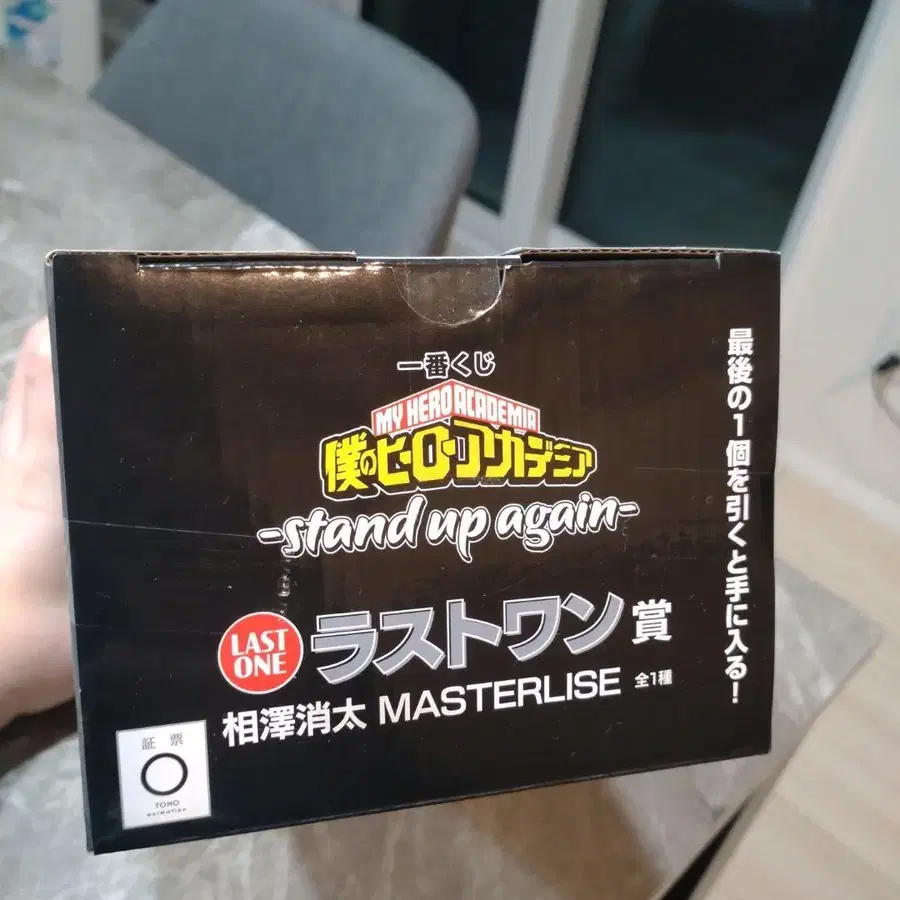 一番くじ
MY HERO ACADEMIA
僕のヒーローアカデミア
-stand up again-
LAST ONE
ラストワン賞
相澤消太 MASTERLISE 全1種
最後の1個を引くと手に入る!
証票
TOHO
animation